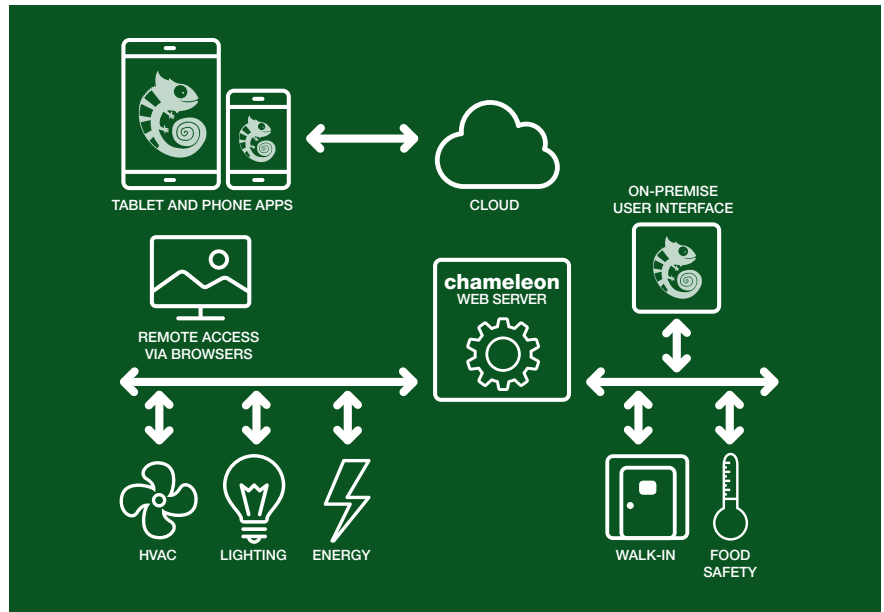 TABLET AND PHONE APPS
CLOUD
ON-PREMISE
USER INTERFACE
chameleon
WEB SERVER
REMOTE ACCESS
VIA BROWSERS
HVAC
LIGHTING
ENERGY
WALK-IN
FOOD
SAFETY